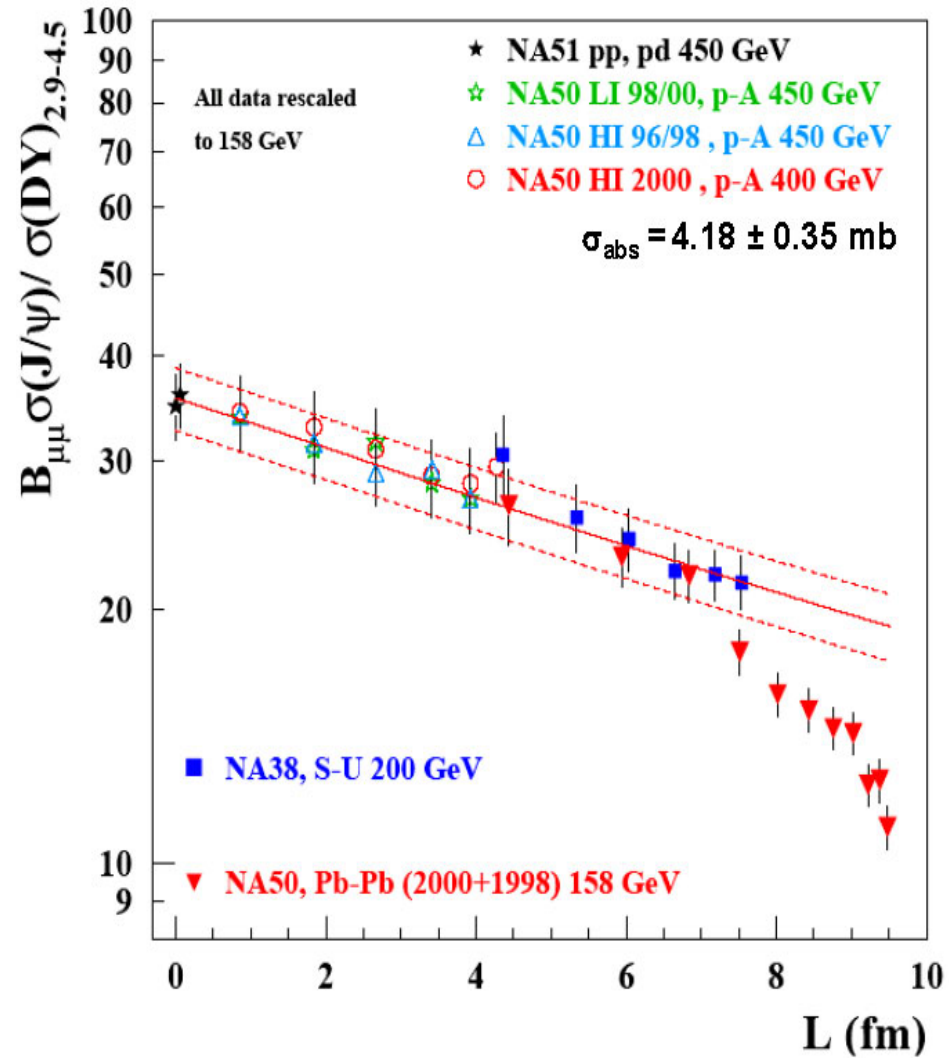 100
90
80
70
60
50
40
30
20
10
9
B_μμ σ(J/ψ)/ σ(DY)_2.9-4.5
All data rescaled
to 158 GeV
★ NA51 pp, pd 450 GeV
☆ NA50 LI 98/00, p-A 450 GeV
△ NA50 HI 96/98 , p-A 450 GeV
○ NA50 HI 2000 , p-A 400 GeV
σ_abs = 4.18 ± 0.35 mb
■ NA38, S-U 200 GeV
▼ NA50, Pb-Pb (2000+1998) 158 GeV
0 2 4 6 8 10
L (fm)